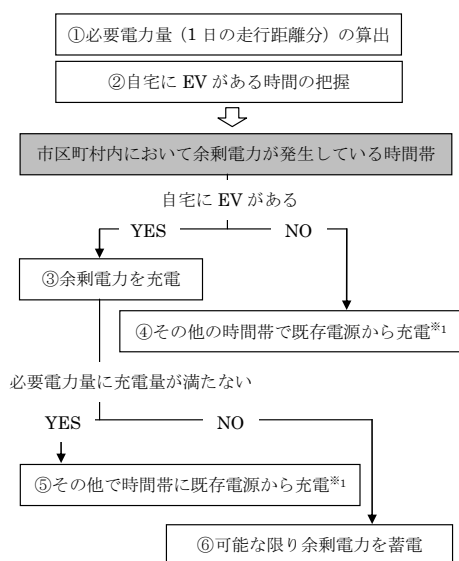 ①必要電力量（1 日の走行距離分）の算出
②自宅に EV がある時間の把握
市区町村内において余剰電力が発生している時間帯
自宅に EV がある
YES NO
③余剰電力を充電
④その他の時間帯で既存電源から充電※1
必要電力量に充電量が満たない
YES NO
⑤その他で時間帯に既存電源から充電※1
⑥可能な限り余剰電力を蓄電